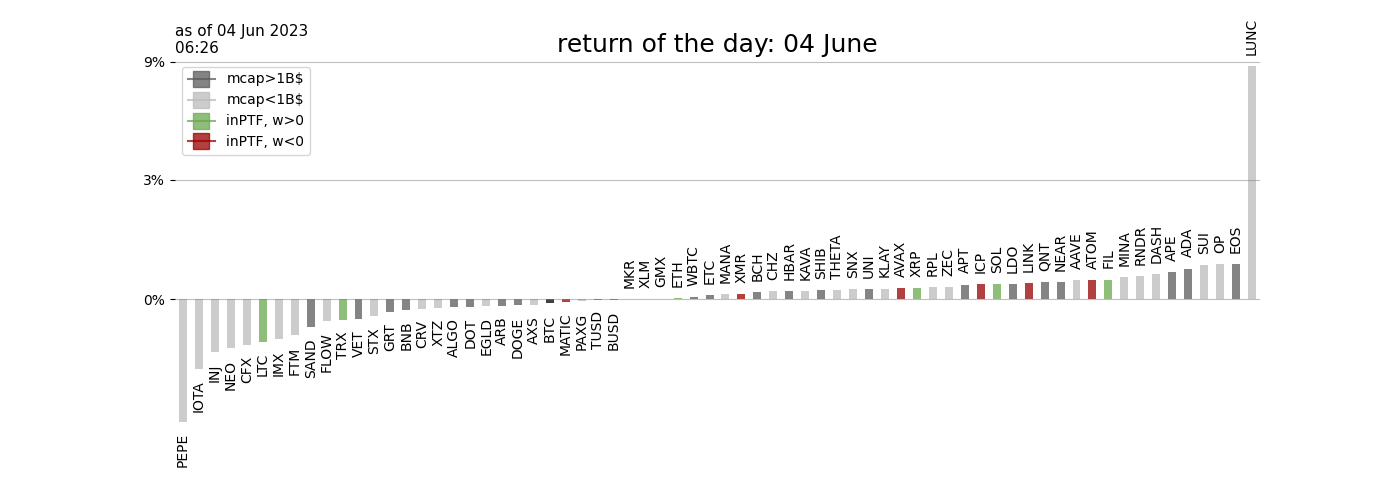 as of 04 Jun 2023
06:26
return of the day: 04 June
LUNC
9%
mcap>1B$
mcap<1B$
inPTF, w>0
inPTF, w<0
3%
0%
PEPE
IOTA
INJ
NEO
CFX
LTC
IMX
FTM
SAND
FLOW
TRX
VET
STX
GRT
BNB
CRV
XTZ
ALGO
DOT
EGLD
ARB
DOGE
AXS
BTC
MATIC
PAXG
TUSD
BUSD
MKR
XLM
GMX
ETH
WBTC
ETC
MANA
XMR
BCH
CHZ
HBAR
KAVA
SHIB
THETA
SNX
UNI
KLAY
AVAX
XRP
RPL
ZEC
APT
ICP
SOL
LDO
LINK
QNT
NEAR
AAVE
ATOM
FIL
MINA
RNDR
DASH
APE
ADA
SUI
OP
EOS